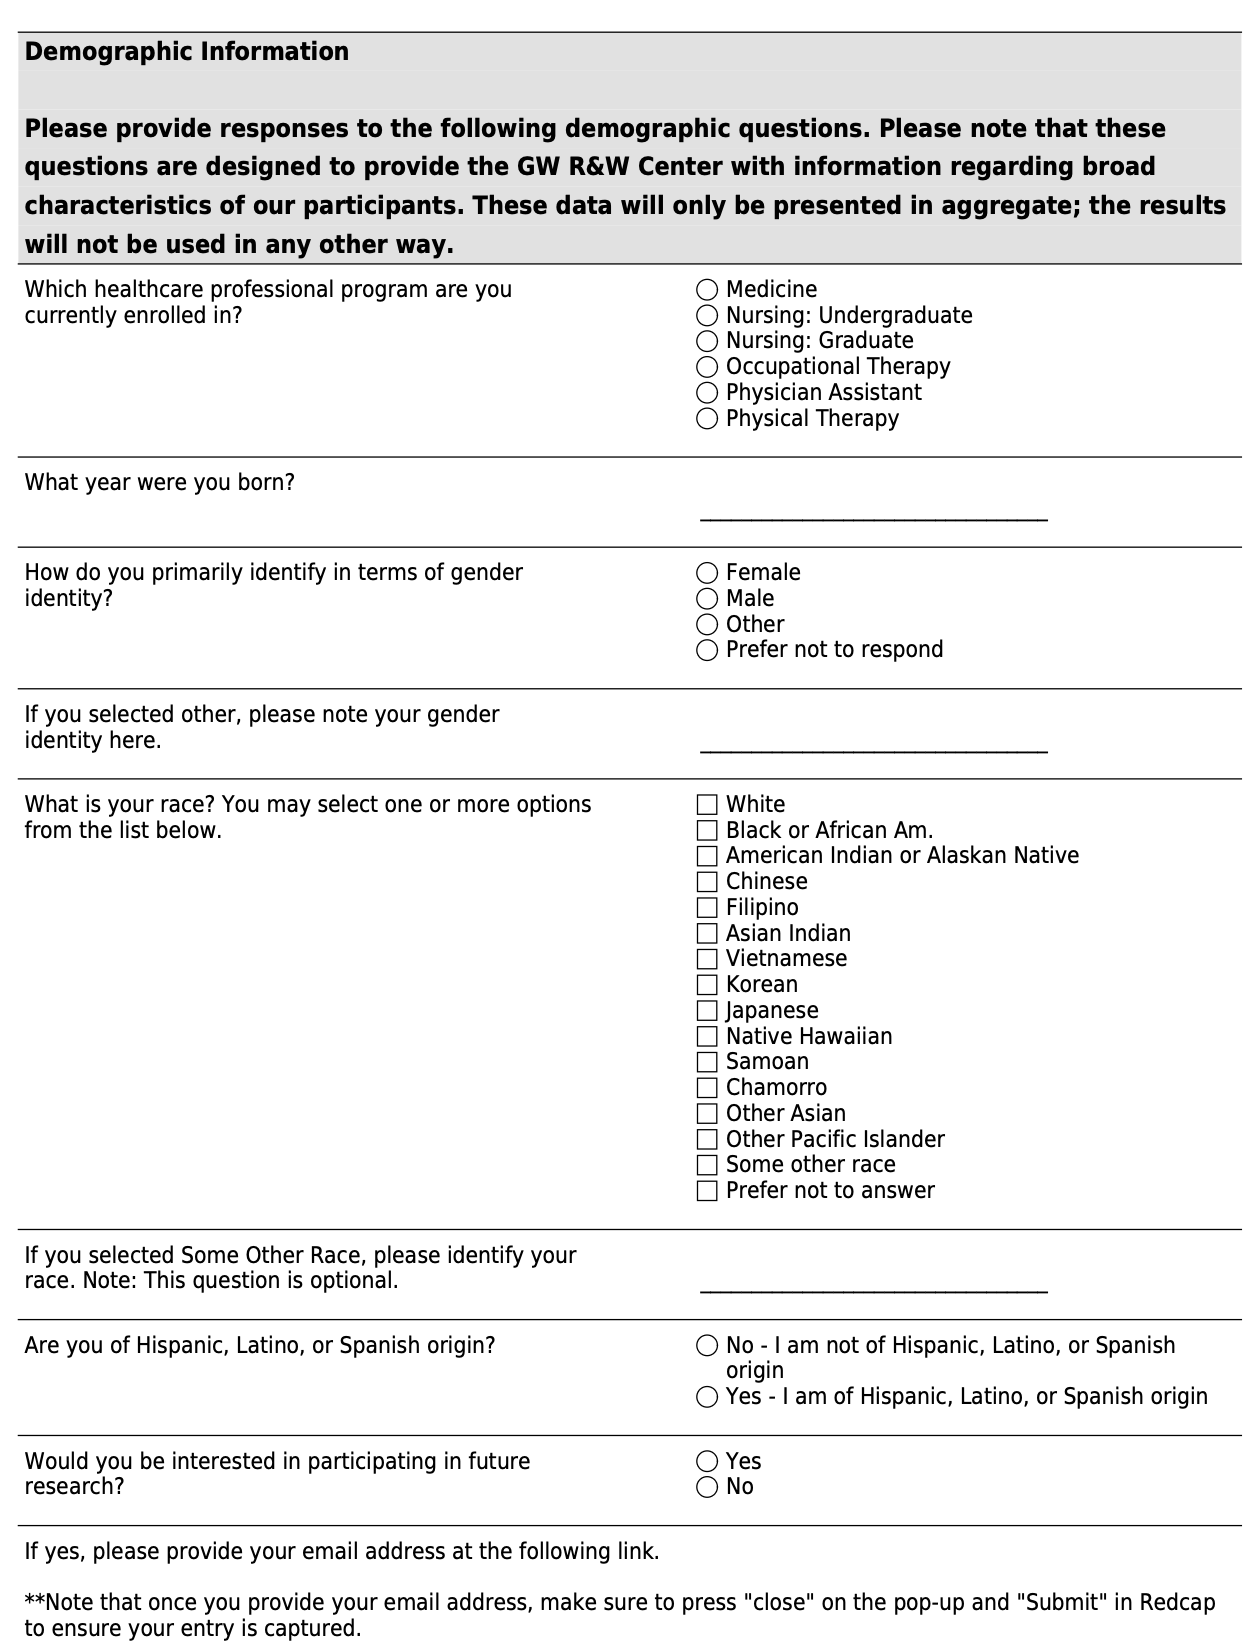 Demographic Information
Please provide responses to the following demographic questions. Please note that these
questions are designed to provide the GW R&W Center with information regarding broad
characteristics of our participants. These data will only be presented in aggregate; the results
will not be used in any other way.
Which healthcare professional program are you
currently enrolled in?
Medicine
Nursing: Undergraduate
Nursing: Graduate
Occupational Therapy
Physician Assistant
Physical Therapy
What year were you born?
How do you primarily identify in terms of gender
identity?
Female
Male
Other
Prefer not to respond
If you selected other, please note your gender
identity here.
What is your race? You may select one or more options
from the list below.
White
Black or African Am.
American Indian or Alaskan Native
Chinese
Filipino
Asian Indian
Vietnamese
Korean
Japanese
Native Hawaiian
Samoan
Chamorro
Other Asian
Other Pacific Islander
Some other race
Prefer not to answer
If you selected Some Other Race, please identify your
race. Note: This question is optional.
Are you of Hispanic, Latino, or Spanish origin?
No - I am not of Hispanic, Latino, or Spanish
origin
Yes - I am of Hispanic, Latino, or Spanish origin
Would you be interested in participating in future
research?
Yes
No
If yes, please provide your email address at the following link.
**Note that once you provide your email address, make sure to press "close" on the pop-up and "Submit" in Redcap
to ensure your entry is captured.